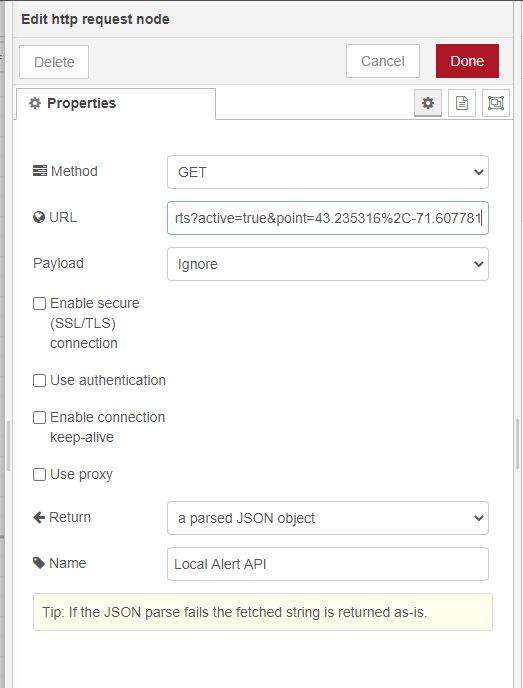 Edit http request node
Delete
Cancel
Done
Properties
Method
GET
URL
rts?active=true&point=43.235316%2C-71.607781
Payload
Ignore
Enable secure
(SSL/TLS)
connection
Use authentication
Enable connection
keep-alive
Use proxy
Return
a parsed JSON object
Name
Local Alert API
Tip: If the JSON parse fails the fetched string is returned as-is.